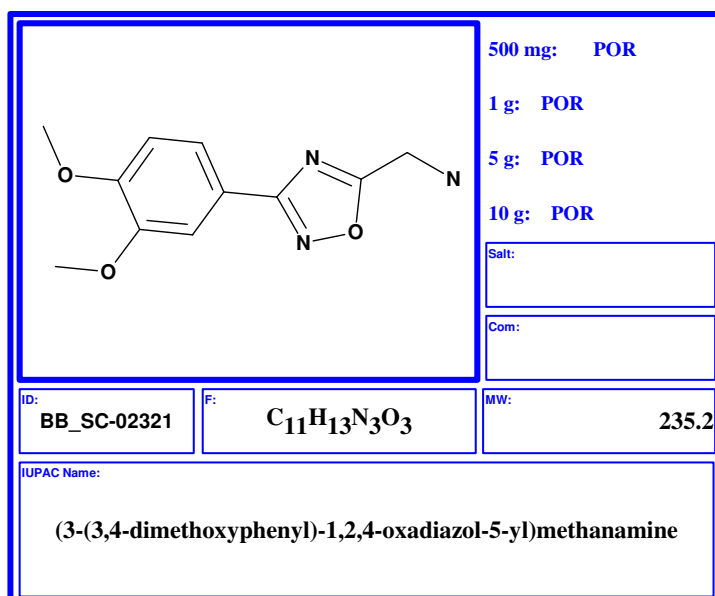 500 mg: POR
1 g: POR
5 g: POR
10 g: POR
N
N
O
N
O
N
O
Salt:
Com:
ID:
BB_SC-02321
F:
C11H13N3O3
MW:
235.2
IUPAC Name:
(3-(3,4-dimethoxyphenyl)-1,2,4-oxadiazol-5-yl)methanamine